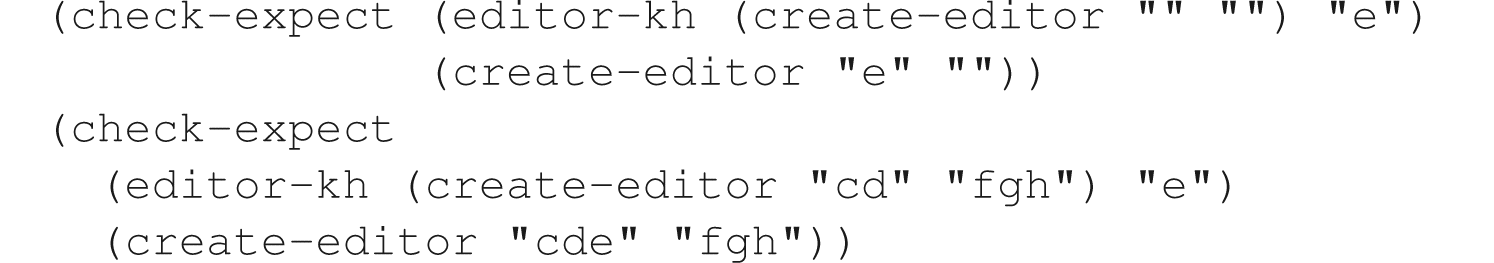 (check-expect (editor-kh (create-editor "" "") "e")
              (create-editor "e" ""))
(check-expect
  (editor-kh (create-editor "cd" "fgh") "e")
  (create-editor "cde" "fgh"))